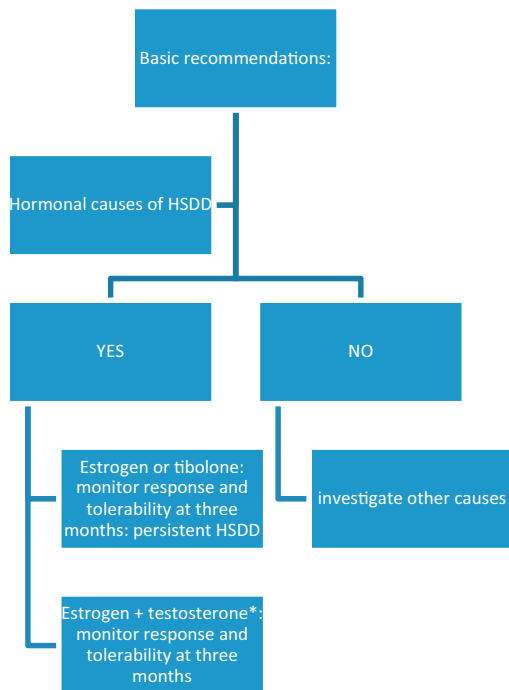 Basic recommendations:
Hormonal causes of HSDD
YES
NO
Estrogen or tibolone:
monitor response and
tolerability at three
months: persistent HSDD
investigate other causes
Estrogen + testosterone*:
monitor response and
tolerability at three
months